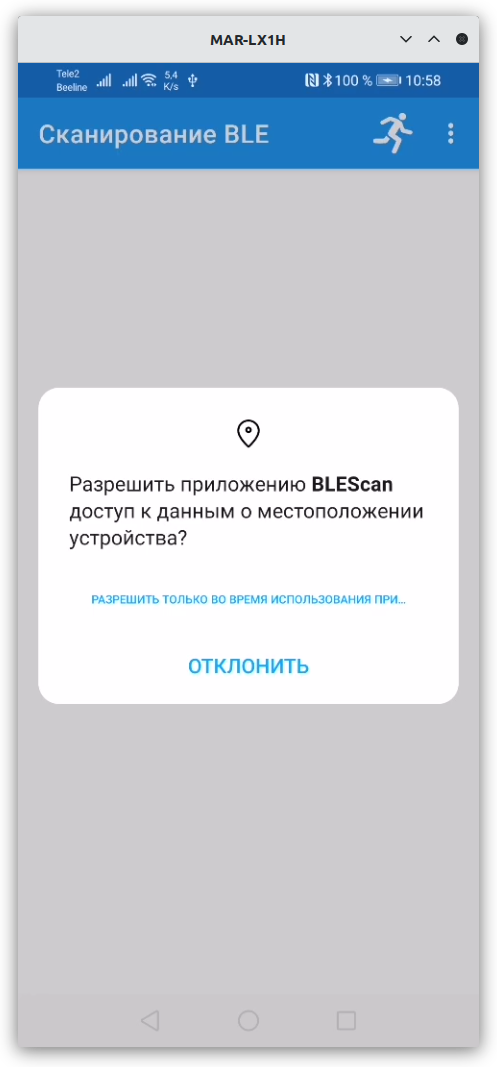 MAR-LX1H
Tele2
Beeline
5,4
K/s
100 %
10:58
Сканирование BLE
Разрешить приложению BLEScan
доступ к данным о местоположении
устройства?
РАЗРЕШИТЬ ТОЛЬКО ВО ВРЕМЯ ИСПОЛЬЗОВАНИЯ ПРИ...
ОТКЛОНИТЬ